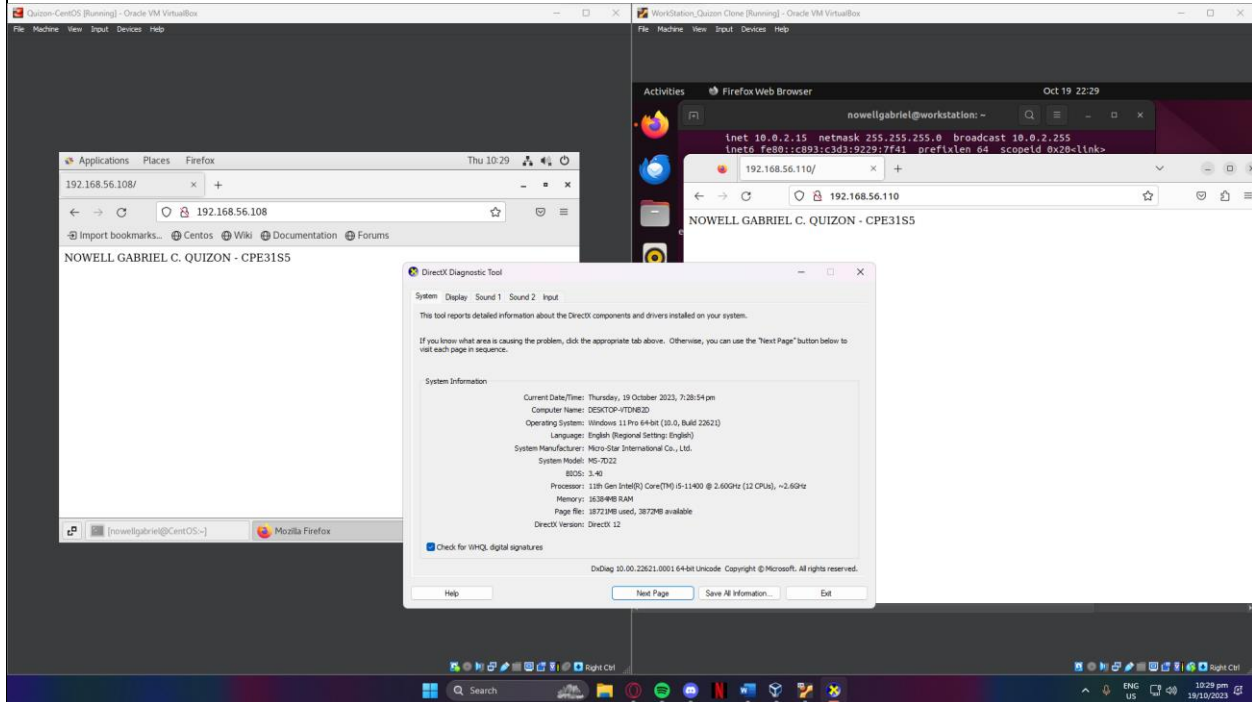 Quizon-CentOS [Running] - Oracle VM VirtualBox
File Machine View Input Devices Help
Applications Places Firefox Thu 10:29
192.168.56.108/
192.168.56.108
Import bookmarks... Centos Wiki Documentation Forums
NOWELL GABRIEL C. QUIZON - CPE31S5
[nowellgabriel@CentOS:~] Mozilla Firefox
Right Ctrl
WorkStation_Quizon Clone [Running] - Oracle VM VirtualBox
File Machine View Input Devices Help
Activities Firefox Web Browser Oct 19 22:29
nowellgabriel@workstation: ~
inet 10.0.2.15 netmask 255.255.255.0 broadcast 10.0.2.255
inet6 fe80::c893:c3d3:9229:7f41 prefixlen 64 scopeid 0x20<link>
192.168.56.110/
192.168.56.110
NOWELL GABRIEL C. QUIZON - CPE31S5
Right Ctrl
DirectX Diagnostic Tool
System Display Sound 1 Sound 2 Input
This tool reports detailed information about the DirectX components and drivers installed on your system.
If you know what area is causing the problem, click the appropriate tab above. Otherwise, you can use the "Next Page" button below to
visit each page in sequence.
System Information
Current Date/Time: Thursday, 19 October 2023, 7:28:54 pm
Computer Name: DESKTOP-VTDNB2D
Operating System: Windows 11 Pro 64-bit (10.0, Build 22621)
Language: English (Regional Setting: English)
System Manufacturer: Micro-Star International Co., Ltd.
System Model: MS-7D22
BIOS: 3.40
Processor: 11th Gen Intel(R) Core(TM) i5-11400 @ 2.60GHz (12 CPUs), ~2.6GHz
Memory: 16384MB RAM
Page file: 18721MB used, 3872MB available
DirectX Version: DirectX 12
Check for WHQL digital signatures
DxDiag 10.00.22621.0001 64-bit Unicode Copyright © Microsoft. All rights reserved.
Help Next Page Save All Information... Exit
Search
ENG
US
10:29 pm
19/10/2023